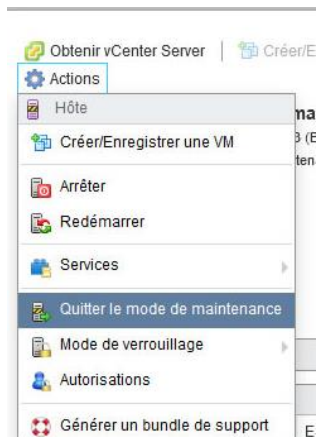 Obtenir vCenter Server | Créer/E
Actions
Hôte
Créer/Enregistrer une VM
Arrêter
Redémarrer
Services
Quitter le mode de maintenance
Mode de verrouillage
Autorisations
Générer un bundle de support